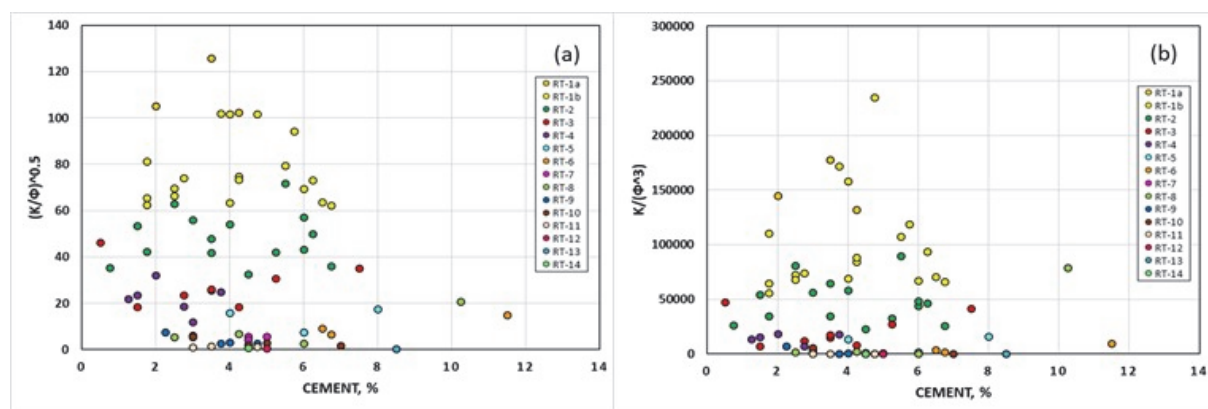 (a)
140
120
100
80
60
40
20
0
(K/Φ)^0.5
0 2 4 6 8 10 12 14
CEMENT, %
RT-1a
RT-1b
RT-2
RT-3
RT-4
RT-5
RT-6
RT-7
RT-8
RT-9
RT-10
RT-11
RT-12
RT-13
RT-14
(b)
300000
250000
200000
150000
100000
50000
0
K/(Φ^3)
0 2 4 6 8 10 12 14
CEMENT, %
RT-1a
RT-1b
RT-2
RT-3
RT-4
RT-5
RT-6
RT-7
RT-8
RT-9
RT-10
RT-11
RT-12
RT-13
RT-14